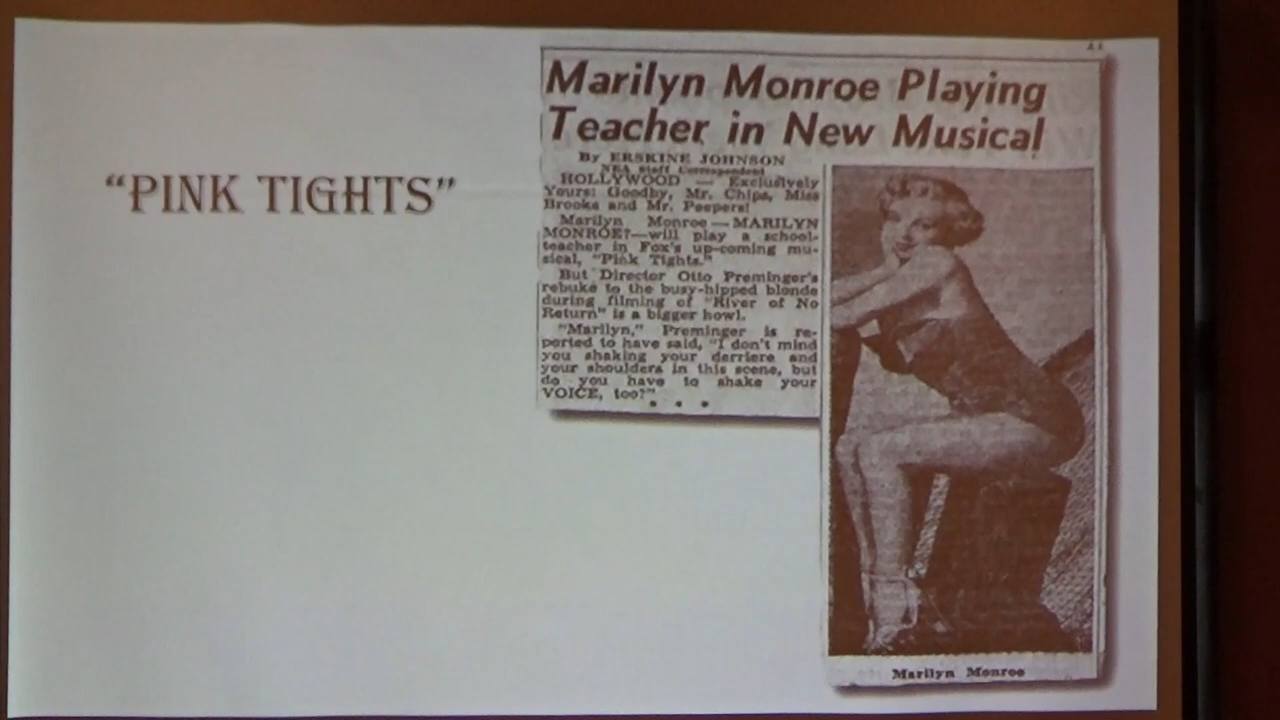 “PINK TIGHTS”
Marilyn Monroe Playing
Teacher in New Musical
By ERSKINE JOHNSON
NEA Staff Correspondent
HOLLYWOOD — Exclusively
Yours: Goodby, Mr. Chips, Miss
Brooks and Mr. Peepers!
Marilyn Monroe—MARILYN
MONROE?—will play a school-
teacher in Fox's up-coming mu-
sical, "Pink Tights."
But Director Otto Preminger's
rebuke to the busy-hipped blonde
during filming of "River of No
Return" is a bigger howl.
"Marilyn," Preminger is re-
ported to have said, "I don't mind
you shaking your derriere and
your shoulders in this scene, but
do you have to shake your
VOICE, too?"
Marilyn Monroe